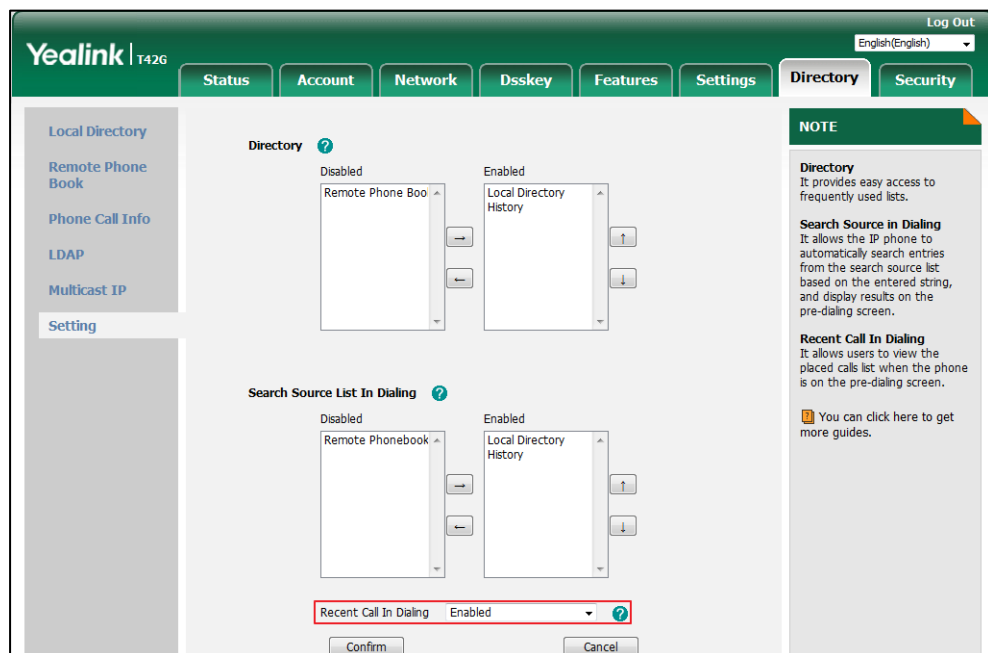 Log Out
Yealink T42G
English(English)
Status Account Network Dsskey Features Settings Directory Security
Local Directory
Remote Phone
Book
Phone Call Info
LDAP
Multicast IP
Setting
Directory ?
Disabled Enabled
Remote Phone Boo
Local Directory
History
→
←
↑
↓
Search Source List In Dialing ?
Disabled Enabled
Remote Phonebook
Local Directory
History
→
←
↑
↓
Recent Call In Dialing Enabled ?
Confirm Cancel
NOTE
Directory
It provides easy access to
frequently used lists.
Search Source in Dialing
It allows the IP phone to
automatically search entries
from the search source list
based on the entered string,
and display results on the
pre-dialing screen.
Recent Call In Dialing
It allows users to view the
placed calls list when the phone
is on the pre-dialing screen.
? You can click here to get
more guides.